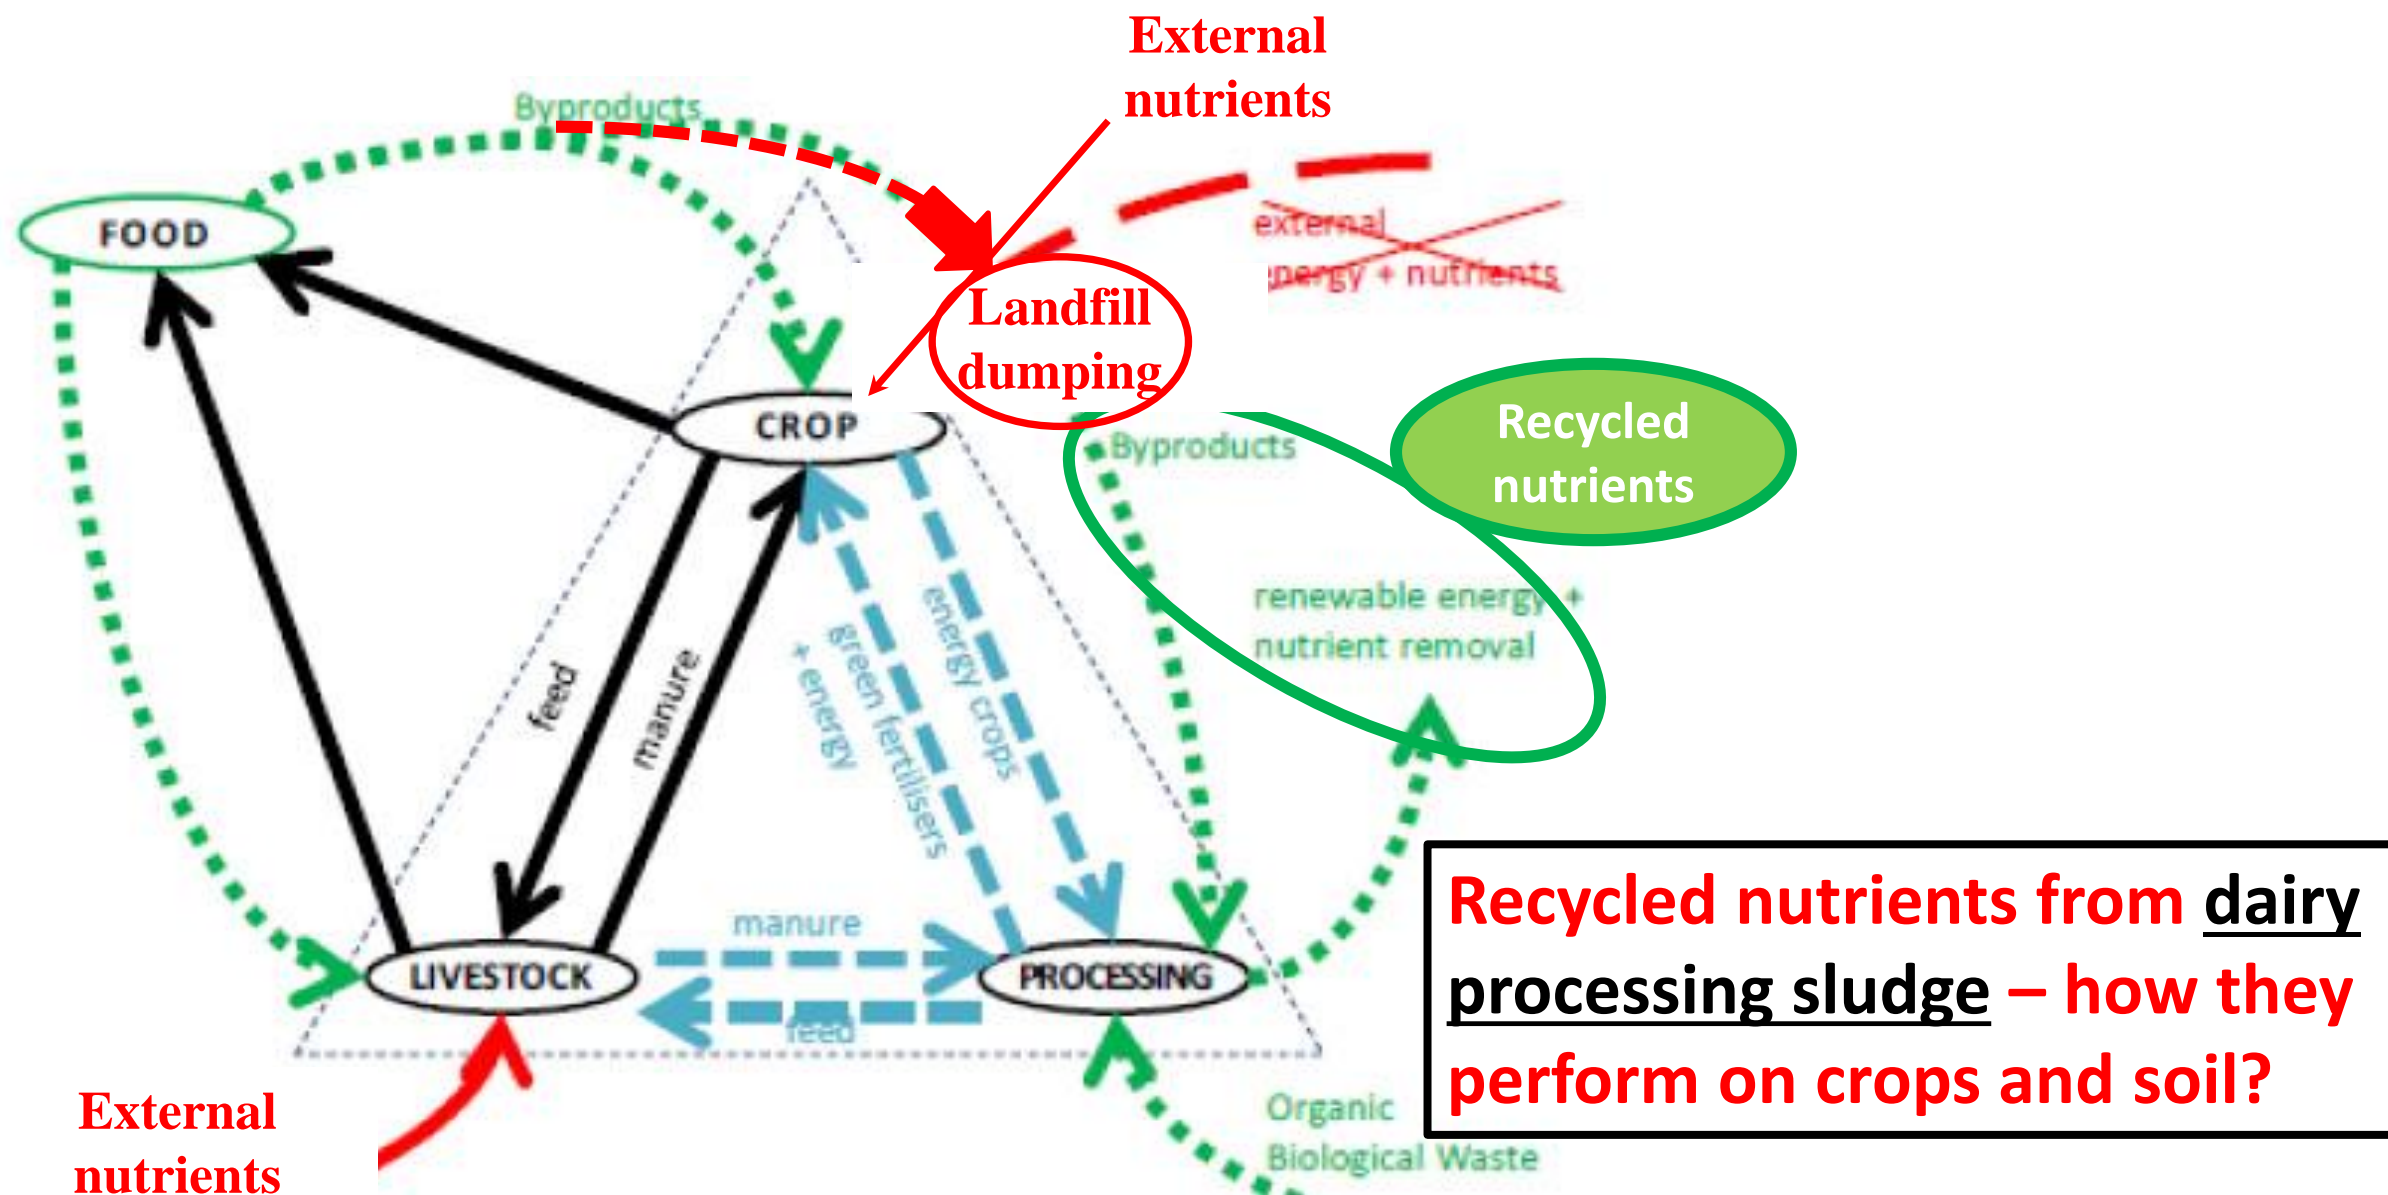 External
nutrients
Byproducts
FOOD
external
energy + nutrients
Landfill
dumping
CROP
Byproducts
Recycled
nutrients
renewable energy +
nutrient removal
feed
manure
green fertilisers
+ energy
energy crops
manure
LIVESTOCK
PROCESSING
feed
Recycled nutrients from dairy
processing sludge – how they
perform on crops and soil?
External
nutrients
Organic
Biological Waste